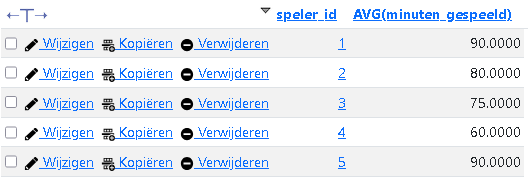 ←T→ speler_id AVG(minuten_gespeeld)
Wijzigen Kopiëren Verwijderen 1 90.0000
Wijzigen Kopiëren Verwijderen 2 80.0000
Wijzigen Kopiëren Verwijderen 3 75.0000
Wijzigen Kopiëren Verwijderen 4 60.0000
Wijzigen Kopiëren Verwijderen 5 90.0000